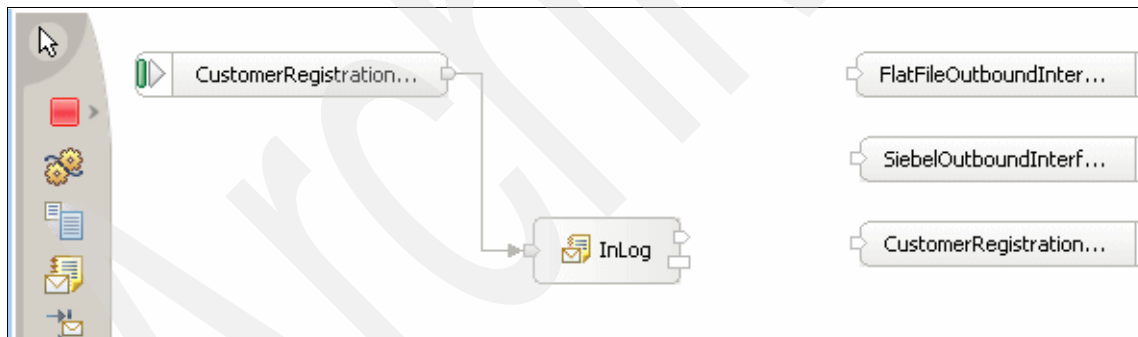 CustomerRegistration...
FlatFileOutboundInter...
SiebelOutboundInterf...
InLog
CustomerRegistration...